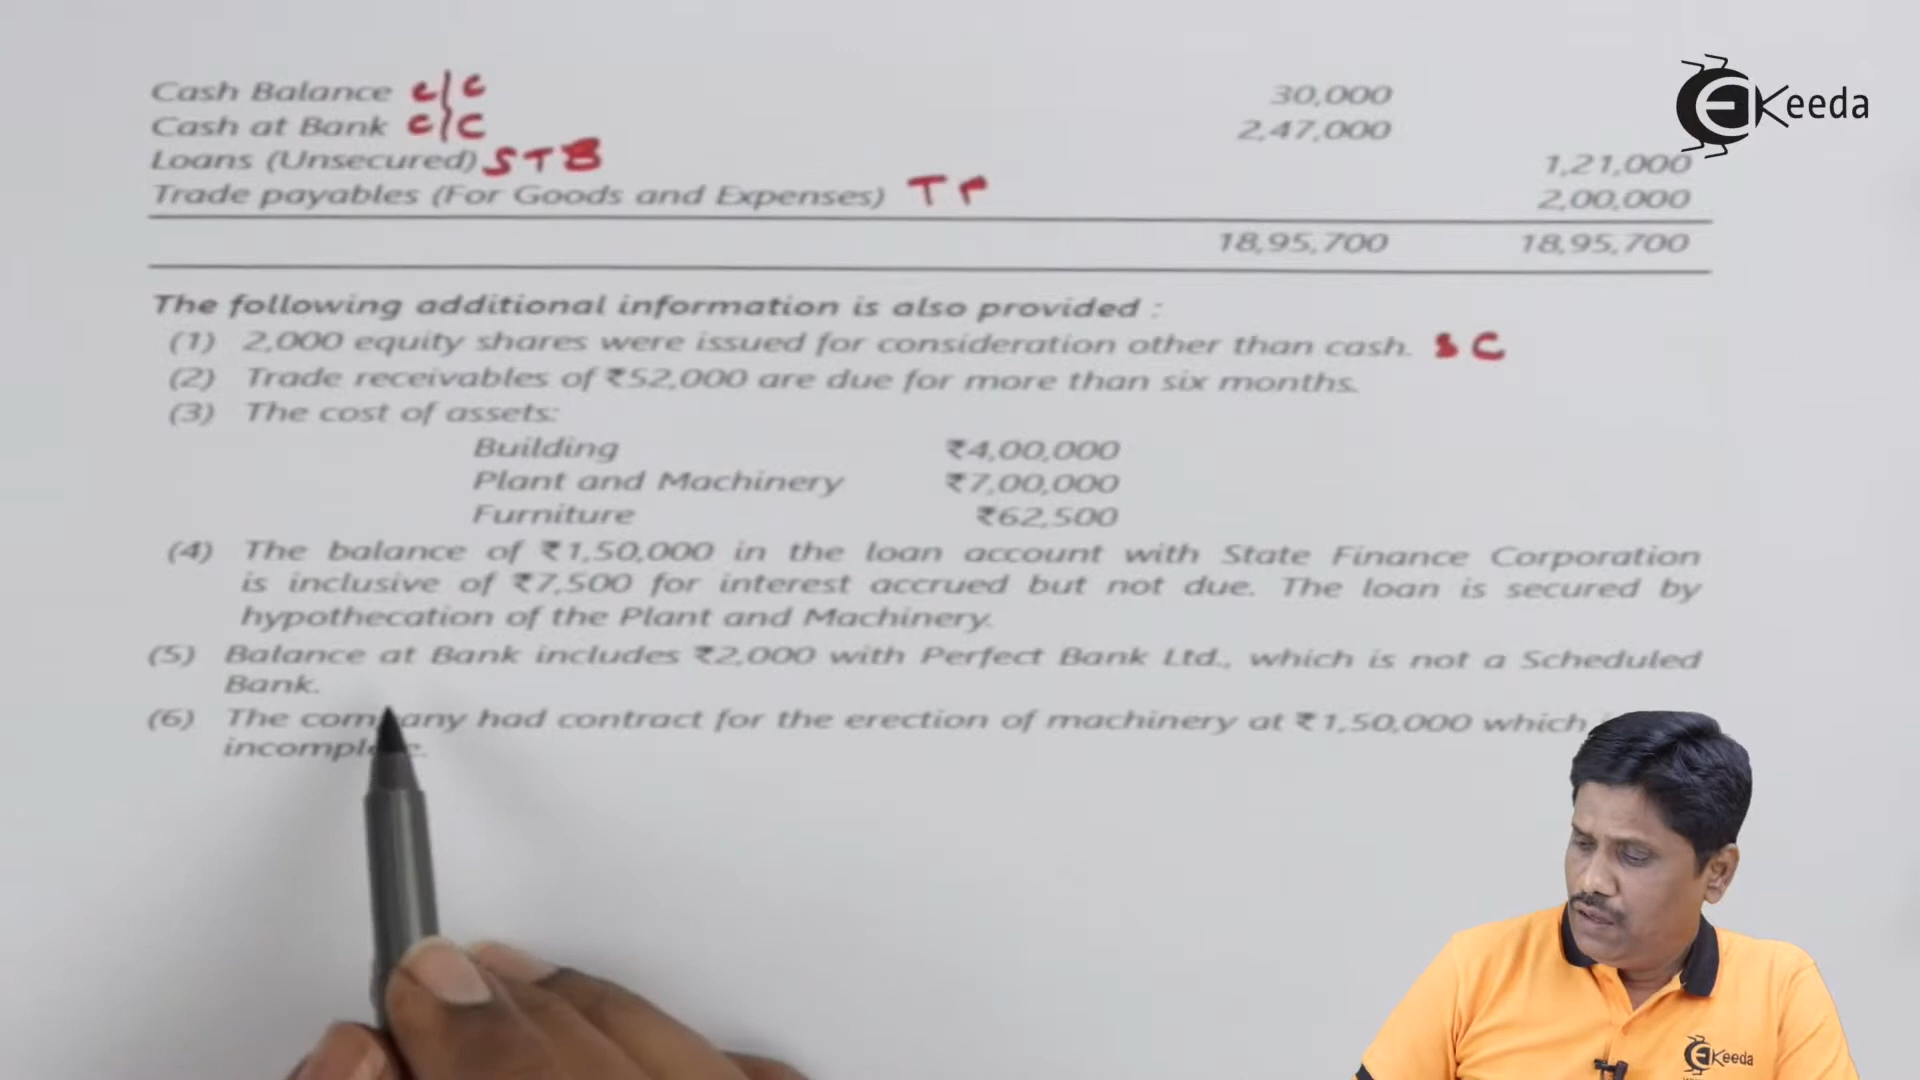 Cash Balance c/c 30,000
Cash at Bank c/c 2,47,000
Loans (Unsecured) STB 1,21,000
Trade payables (For Goods and Expenses) TP 2,00,000
18,95,700 18,95,700
The following additional information is also provided :
(1) 2,000 equity shares were issued for consideration other than cash. SC
(2) Trade receivables of ₹52,000 are due for more than six months.
(3) The cost of assets:
Building ₹4,00,000
Plant and Machinery ₹7,00,000
Furniture ₹62,500
(4) The balance of ₹1,50,000 in the loan account with State Finance Corporation
is inclusive of ₹7,500 for interest accrued but not due. The loan is secured by
hypothecation of the Plant and Machinery.
(5) Balance at Bank includes ₹2,000 with Perfect Bank Ltd., which is not a Scheduled
Bank.
(6) The company had contract for the erection of machinery at ₹1,50,000 which
EKeeda
EKeeda